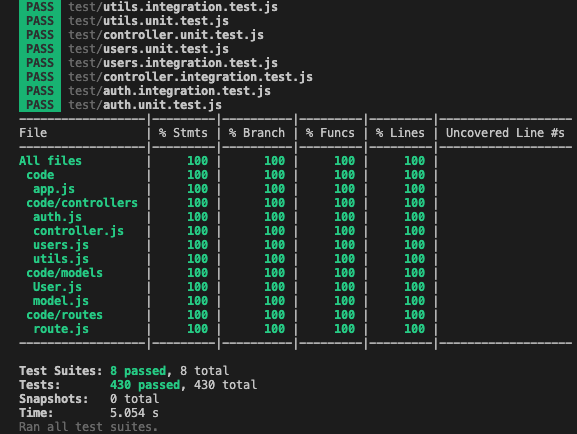 PASS test/utils.integration.test.js
PASS test/utils.unit.test.js
PASS test/controller.unit.test.js
PASS test/users.unit.test.js
PASS test/users.integration.test.js
PASS test/controller.integration.test.js
PASS test/auth.integration.test.js
PASS test/auth.unit.test.js
File | % Stmts | % Branch | % Funcs | % Lines | Uncovered Line #s
All files | 100 | 100 | 100 | 100 |
code | 100 | 100 | 100 | 100 |
app.js | 100 | 100 | 100 | 100 |
code/controllers | 100 | 100 | 100 | 100 |
auth.js | 100 | 100 | 100 | 100 |
controller.js | 100 | 100 | 100 | 100 |
users.js | 100 | 100 | 100 | 100 |
utils.js | 100 | 100 | 100 | 100 |
code/models | 100 | 100 | 100 | 100 |
User.js | 100 | 100 | 100 | 100 |
model.js | 100 | 100 | 100 | 100 |
code/routes | 100 | 100 | 100 | 100 |
route.js | 100 | 100 | 100 | 100 |
Test Suites: 8 passed, 8 total
Tests: 430 passed, 430 total
Snapshots: 0 total
Time: 5.054 s
Ran all test suites.